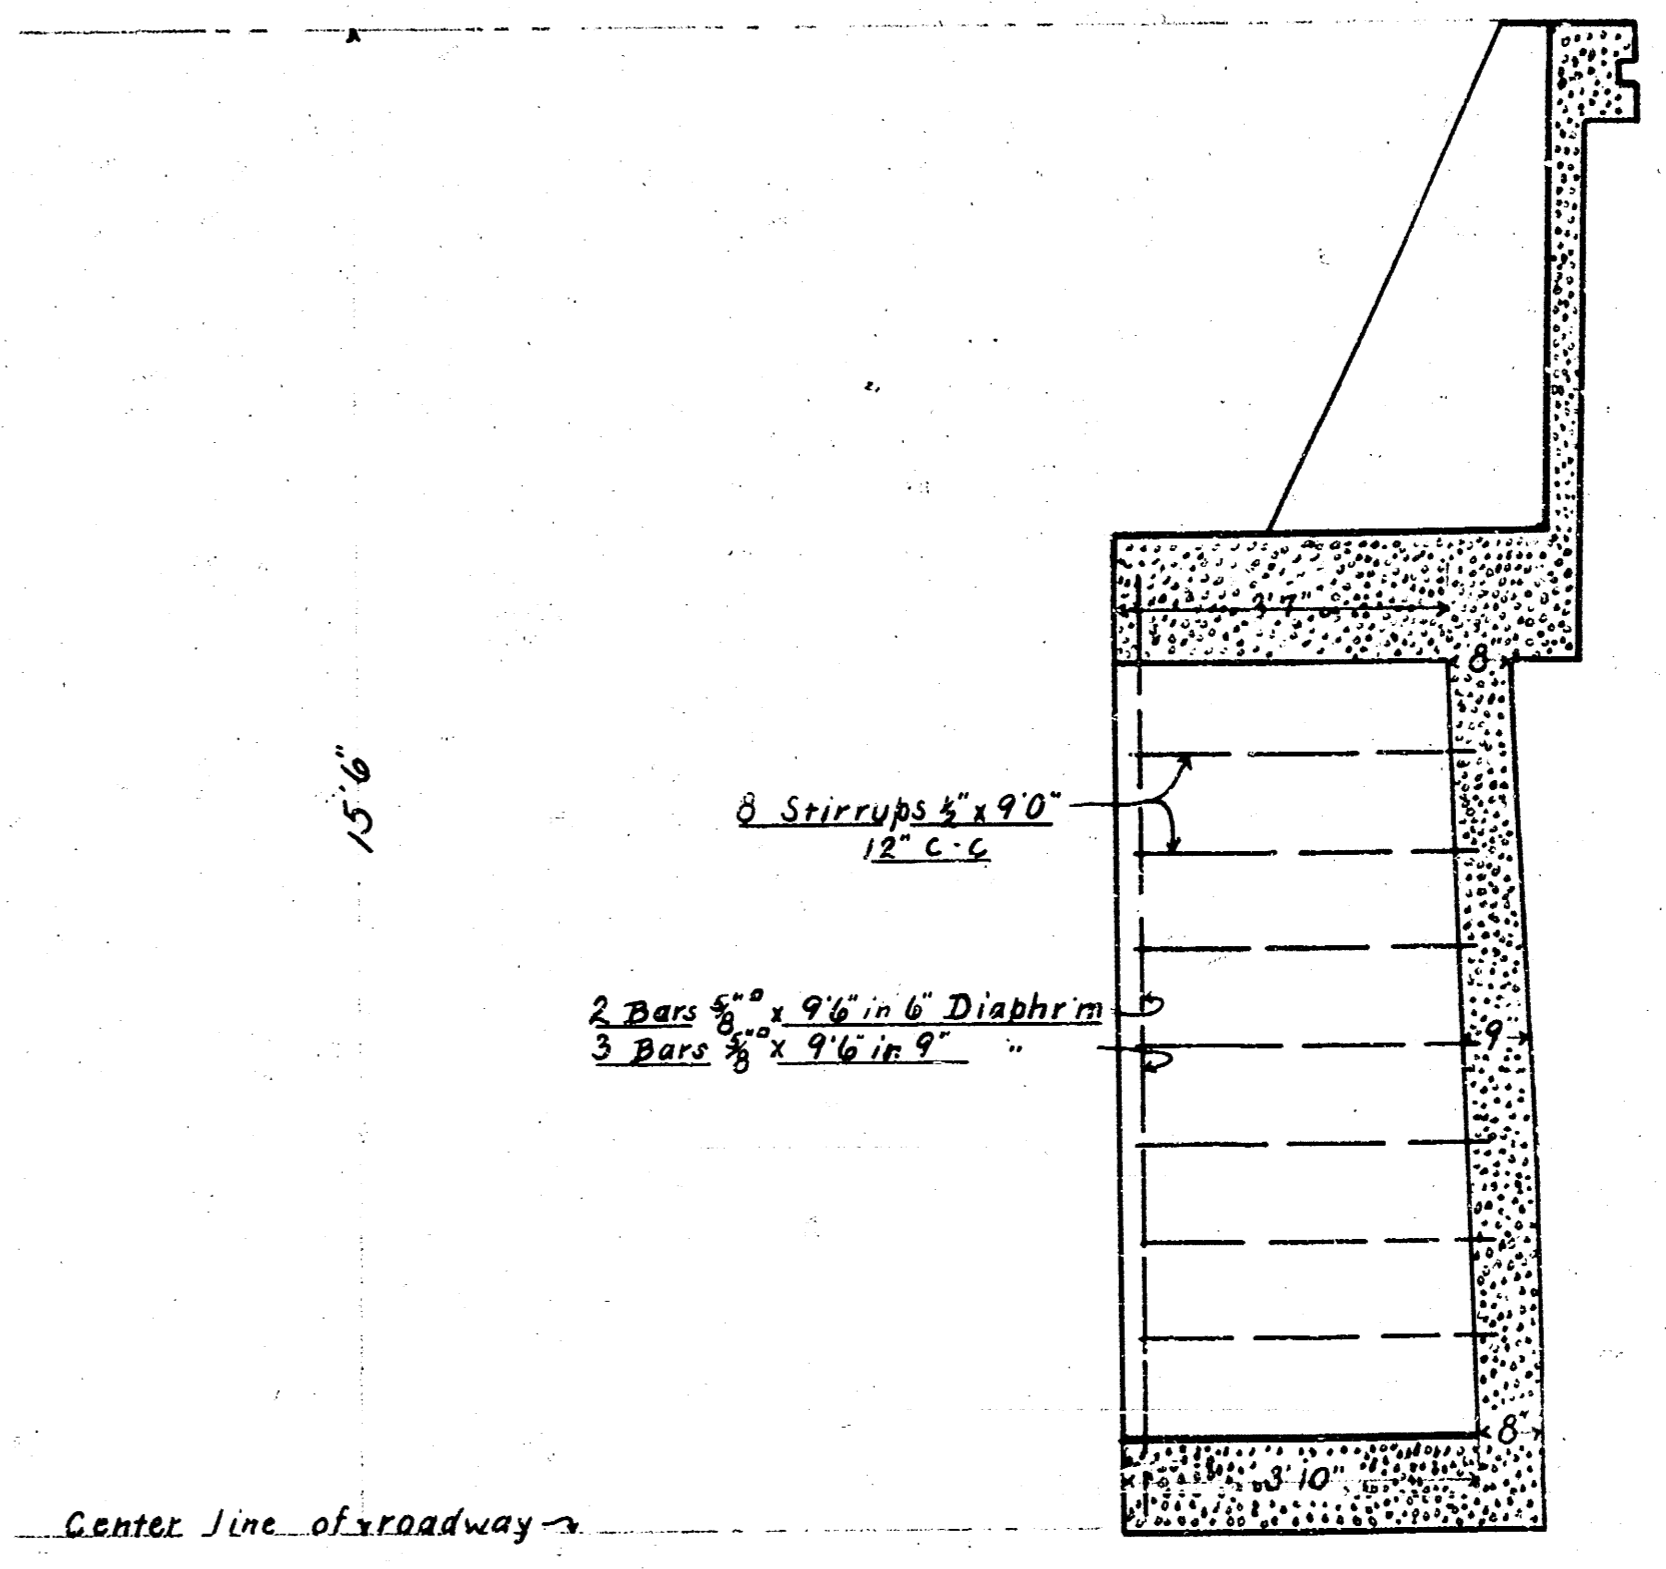 3'7"
8
15'6"
8 Stirrups ½" x 9'0"
12" C-C
2 Bars ⅝"▫ x 9'6" in 6" Diaphr'm
3 Bars ⅝"▫ x 9'6" in 9" "
9
8"
3'10"
Center line of roadway